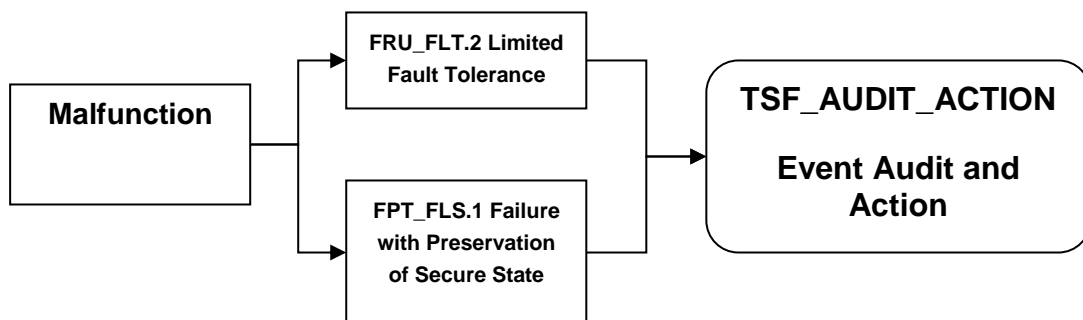 Malfunction
FRU_FLT.2 Limited
Fault Tolerance
FPT_FLS.1 Failure
with Preservation
of Secure State
TSF_AUDIT_ACTION
Event Audit and
Action